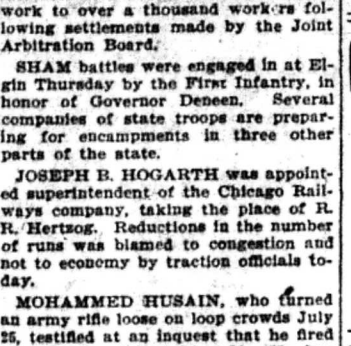 work to over a thousand workers fol-
lowing settlements made by the Joint
Arbitration Board.
SHAM battles were engaged in at El-
gin Thursday by the First Infantry, in
honor of Governor Deneen. Several
companies of state troops are prepar-
ing for encampments in three other
parts of the state.
JOSEPH B. HOGARTH was appoint-
ed superintendent of the Chicago Rail-
ways company, taking the place of R.
R. Hertzog. Reductions in the number
of runs was blamed to congestion and
not to economy by traction officials to-
day.
MOHAMMED HUSAIN, who turned
an army rifle loose on loop crowds July
25, testified at an inquest that he fired